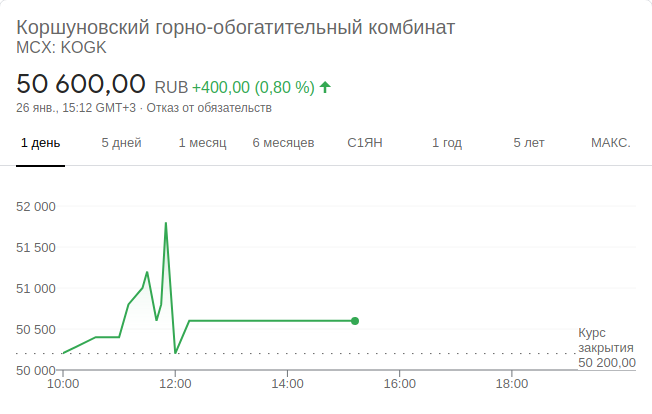 Коршуновский горно-обогатительный комбинат
MCX: KOGK
50 600,00 RUB +400,00 (0,80 %)
26 янв., 15:12 GMT+3 · Отказ от обязательств
1 день 5 дней 1 месяц 6 месяцев С1ЯН 1 год 5 лет МАКС.
52 000
51 500
51 000
50 500
Курс
закрытия
50 200,00
50 000
10:00 12:00 14:00 16:00 18:00